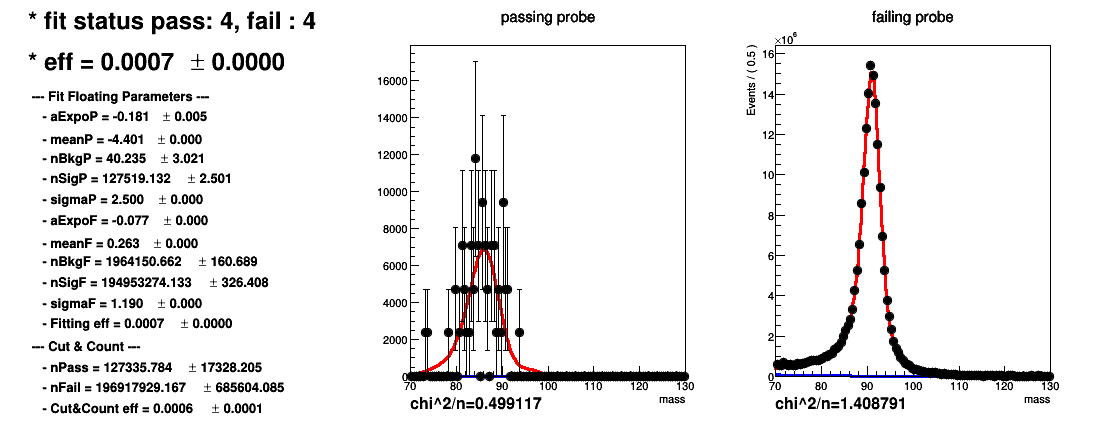 * fit status pass: 4, fail : 4
* eff = 0.0007 ± 0.0000
--- Fit Floating Parameters ---
- aExpoP = -0.181 ± 0.005
- meanP = -4.401 ± 0.000
- nBkgP = 40.235 ± 3.021
- nSigP = 127519.132 ± 2.501
- sigmaP = 2.500 ± 0.000
- aExpoF = -0.077 ± 0.000
- meanF = 0.263 ± 0.000
- nBkgF = 1964150.662 ± 160.689
- nSigF = 194953274.133 ± 326.408
- sigmaF = 1.190 ± 0.000
- Fitting eff = 0.0007 ± 0.0000
--- Cut & Count ---
- nPass = 127335.784 ± 17328.205
- nFail = 196917929.167 ± 685604.085
- Cut&Count eff = 0.0006 ± 0.0001
passing probe
16000
14000
12000
10000
8000
6000
4000
2000
0
70 80 90 100 110 120 130
mass
chi^2/n=0.499117
failing probe
×10^6
Events / ( 0.5 )
16
14
12
10
8
6
4
2
0
70 80 90 100 110 120 130
mass
chi^2/n=1.408791